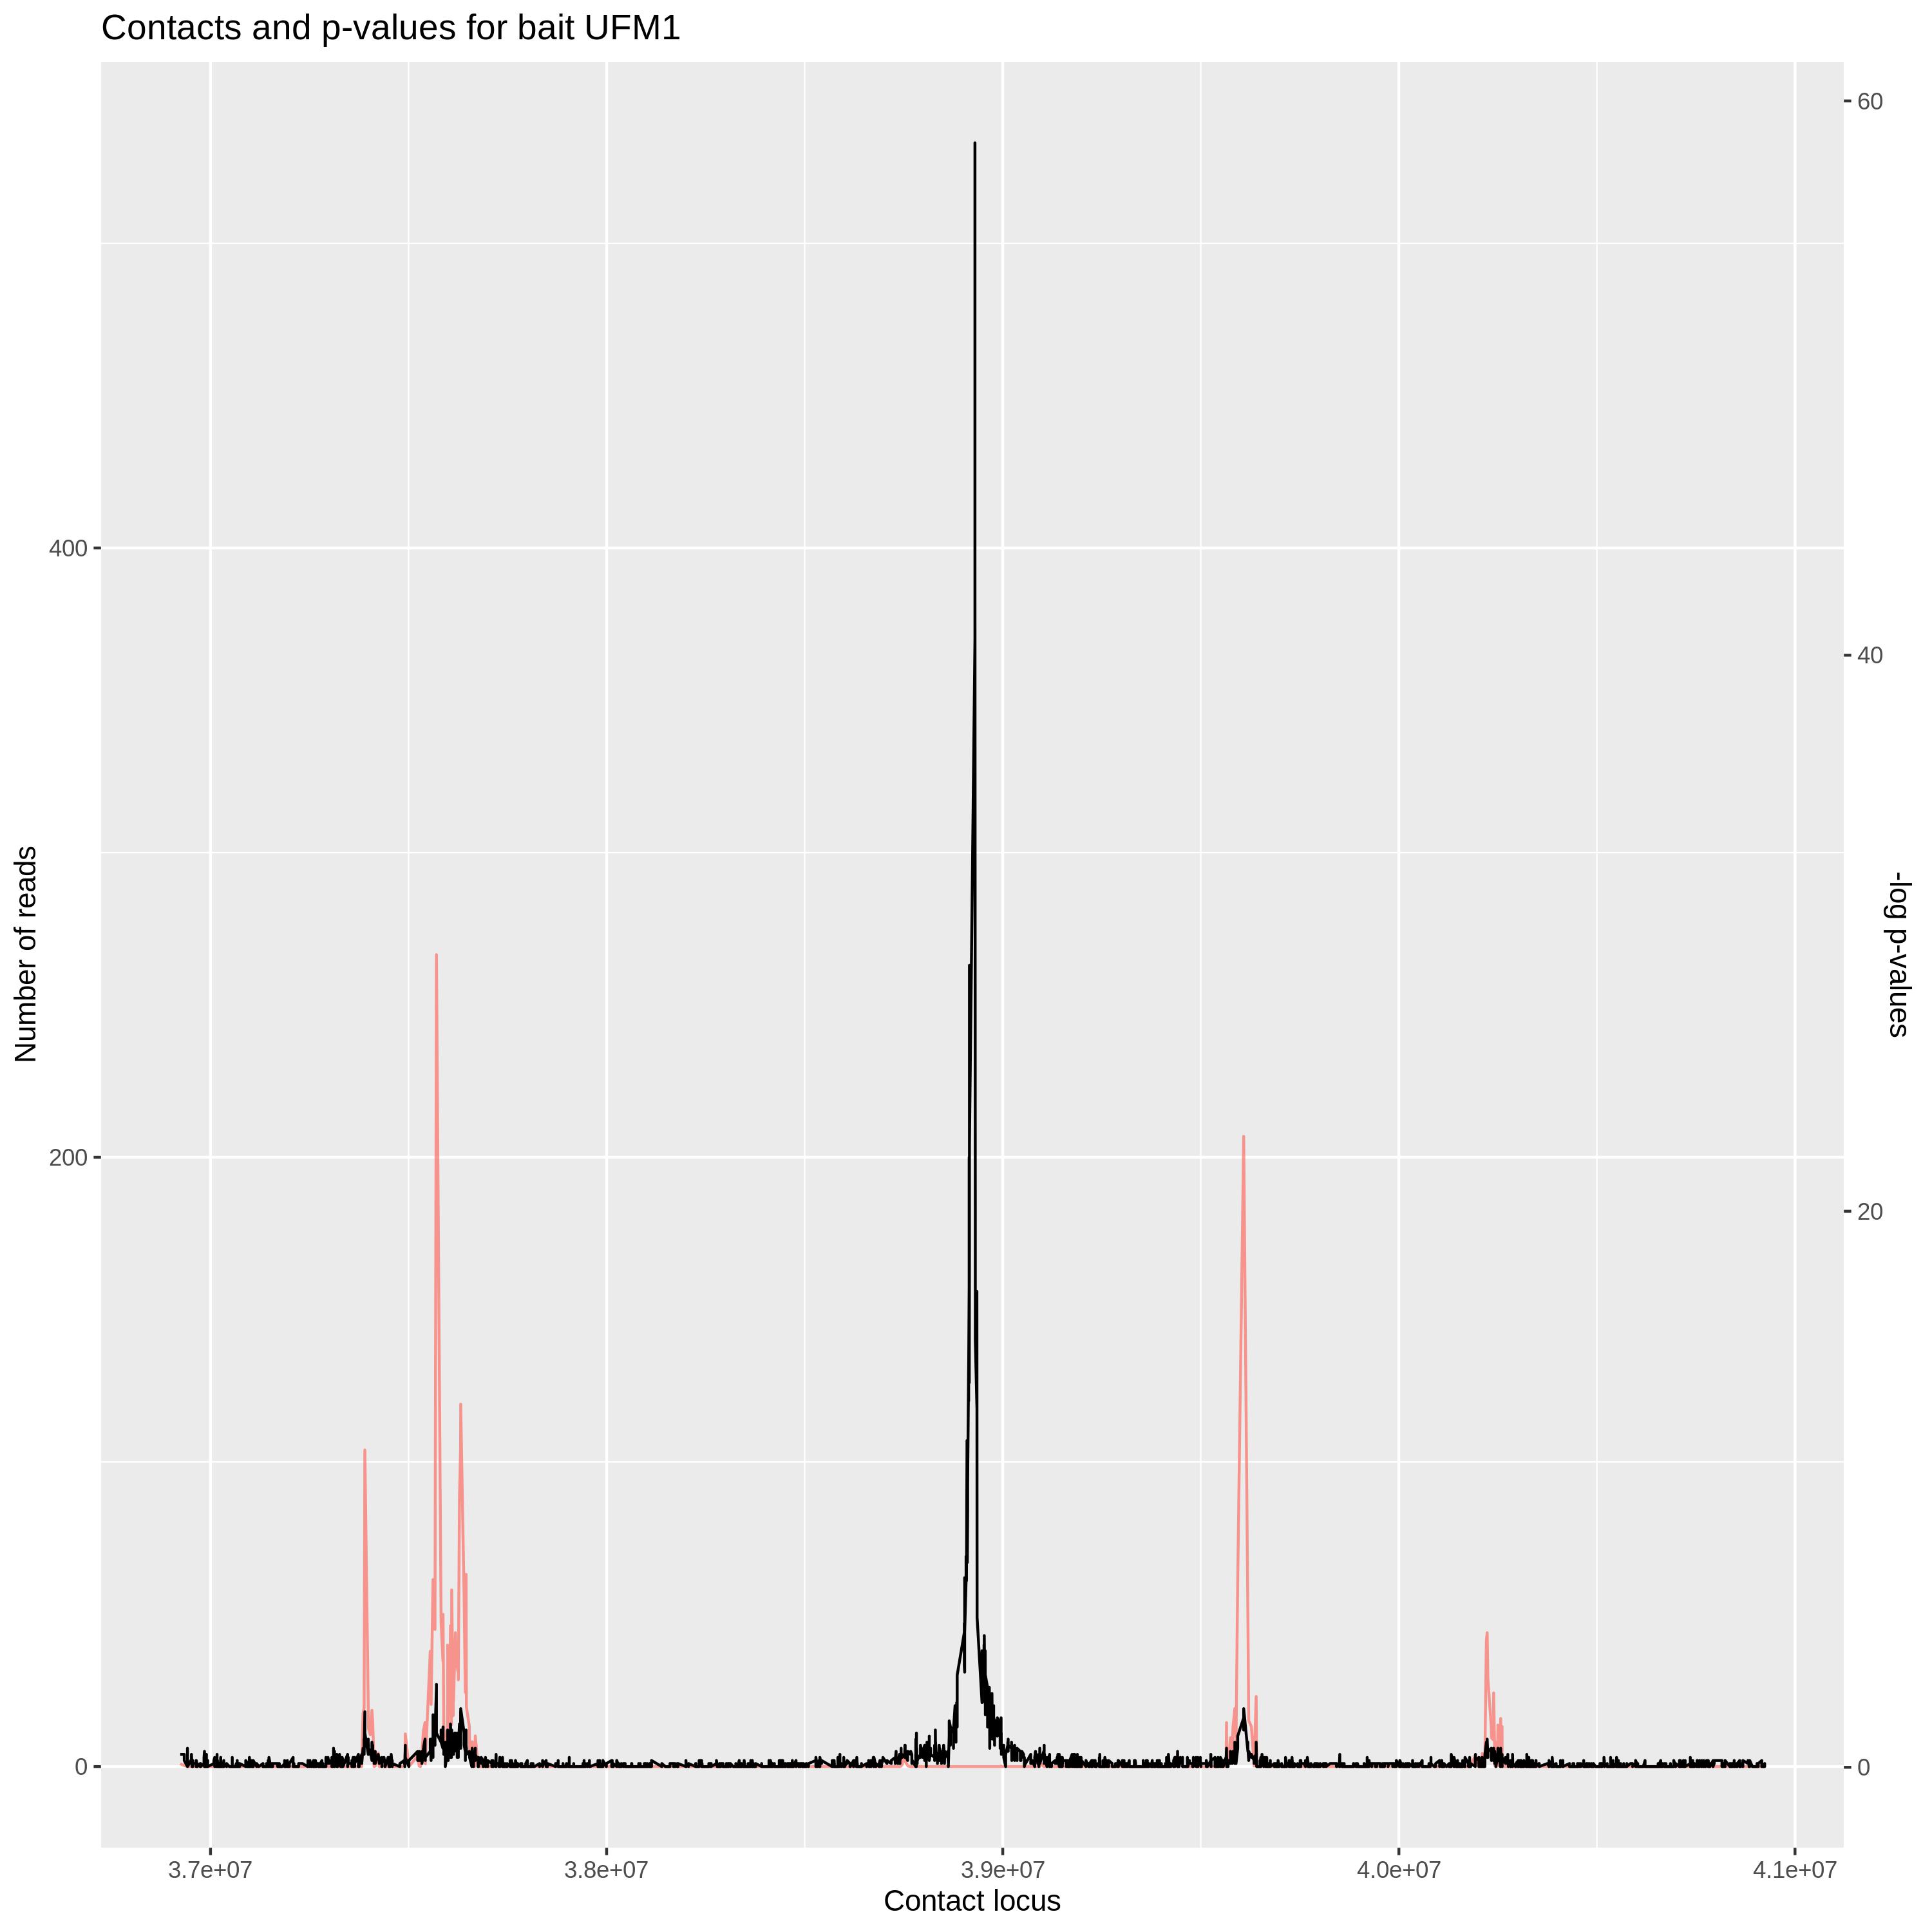 Contacts and p-values for bait UFM1
Number of reads
400
200
0
60
40
20
0
-log p-values
3.7e+07 3.8e+07 3.9e+07 4.0e+07 4.1e+07
Contact locus